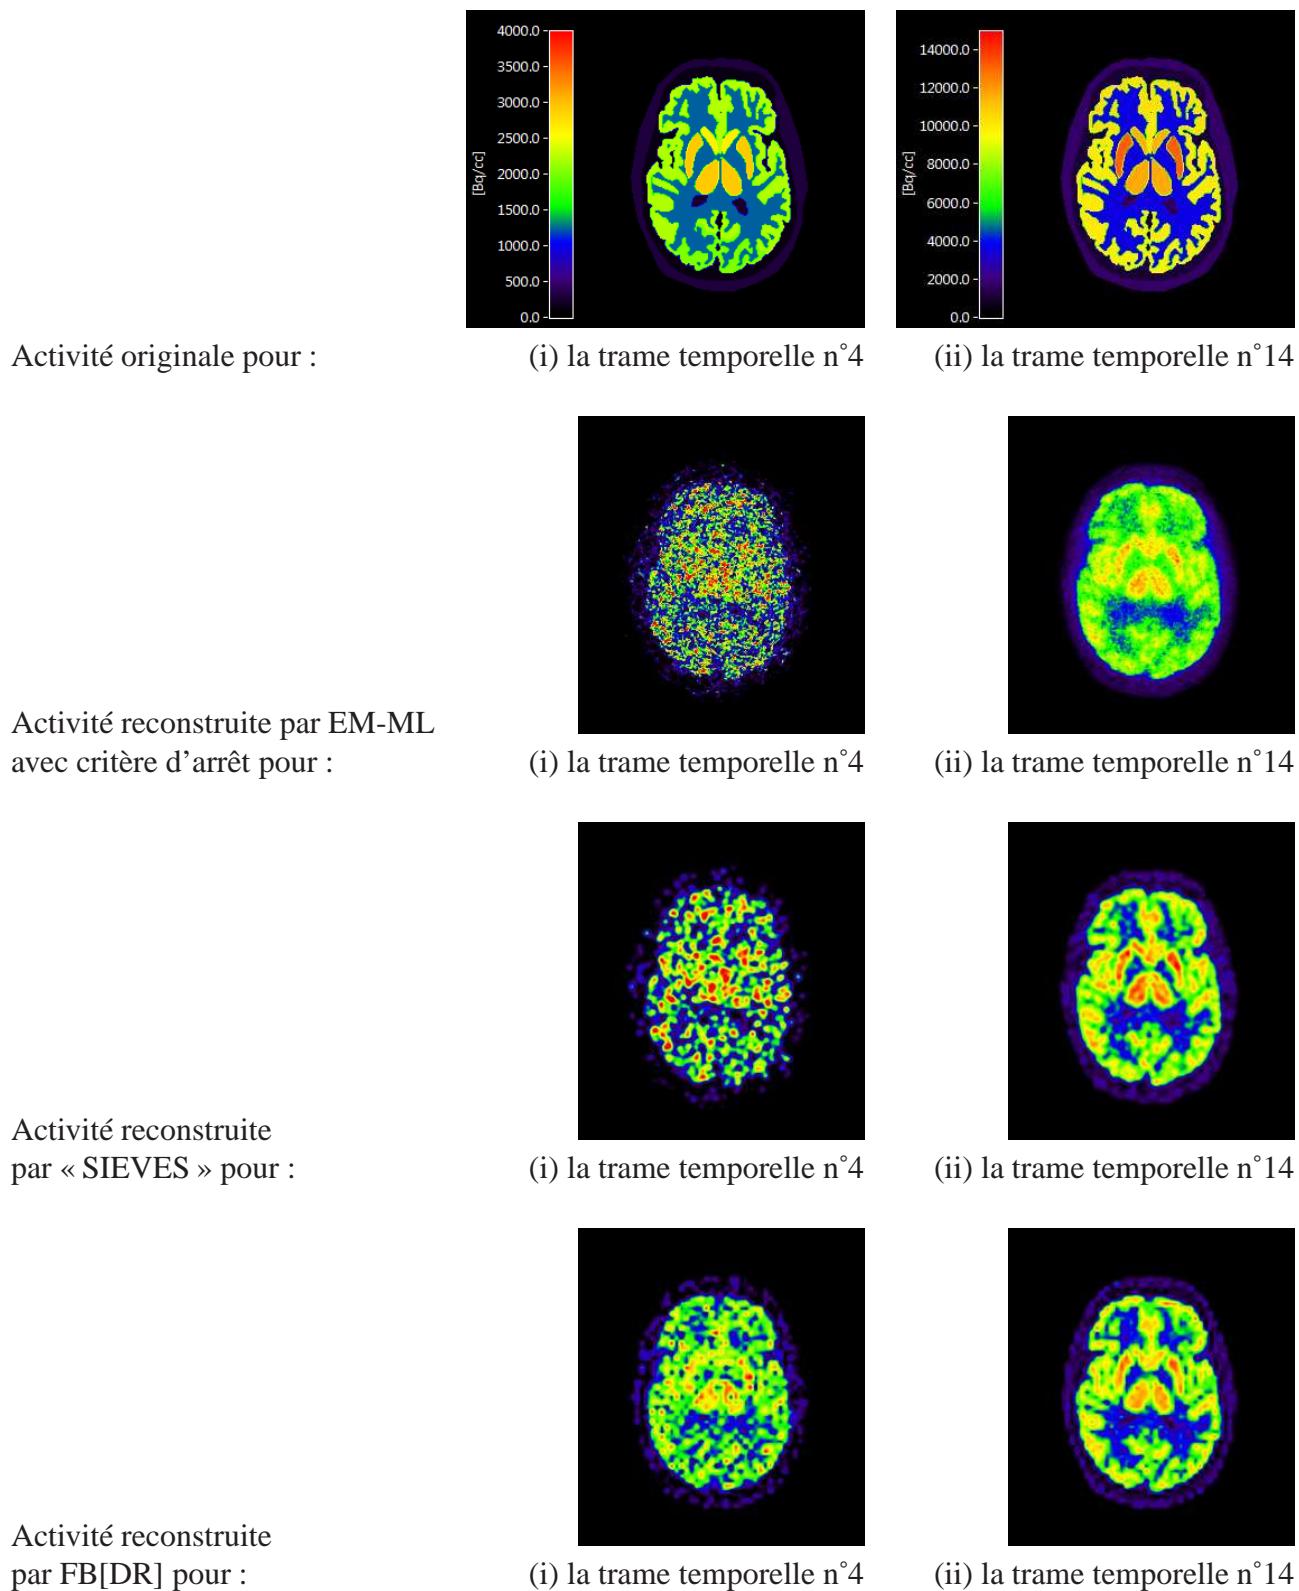 4000.0
3500.0
3000.0
2500.0
2000.0
1500.0
1000.0
500.0
0.0
[Bq/cc]
14000.0
12000.0
10000.0
8000.0
6000.0
4000.0
2000.0
0.0
[Bq/cc]
Activité originale pour :
(i) la trame temporelle n˚4
(ii) la trame temporelle n˚14
Activité reconstruite par EM-ML
avec critère d’arrêt pour :
(i) la trame temporelle n˚4
(ii) la trame temporelle n˚14
Activité reconstruite
par « SIEVES » pour :
(i) la trame temporelle n˚4
(ii) la trame temporelle n˚14
Activité reconstruite
par FB[DR] pour :
(i) la trame temporelle n˚4
(ii) la trame temporelle n˚14